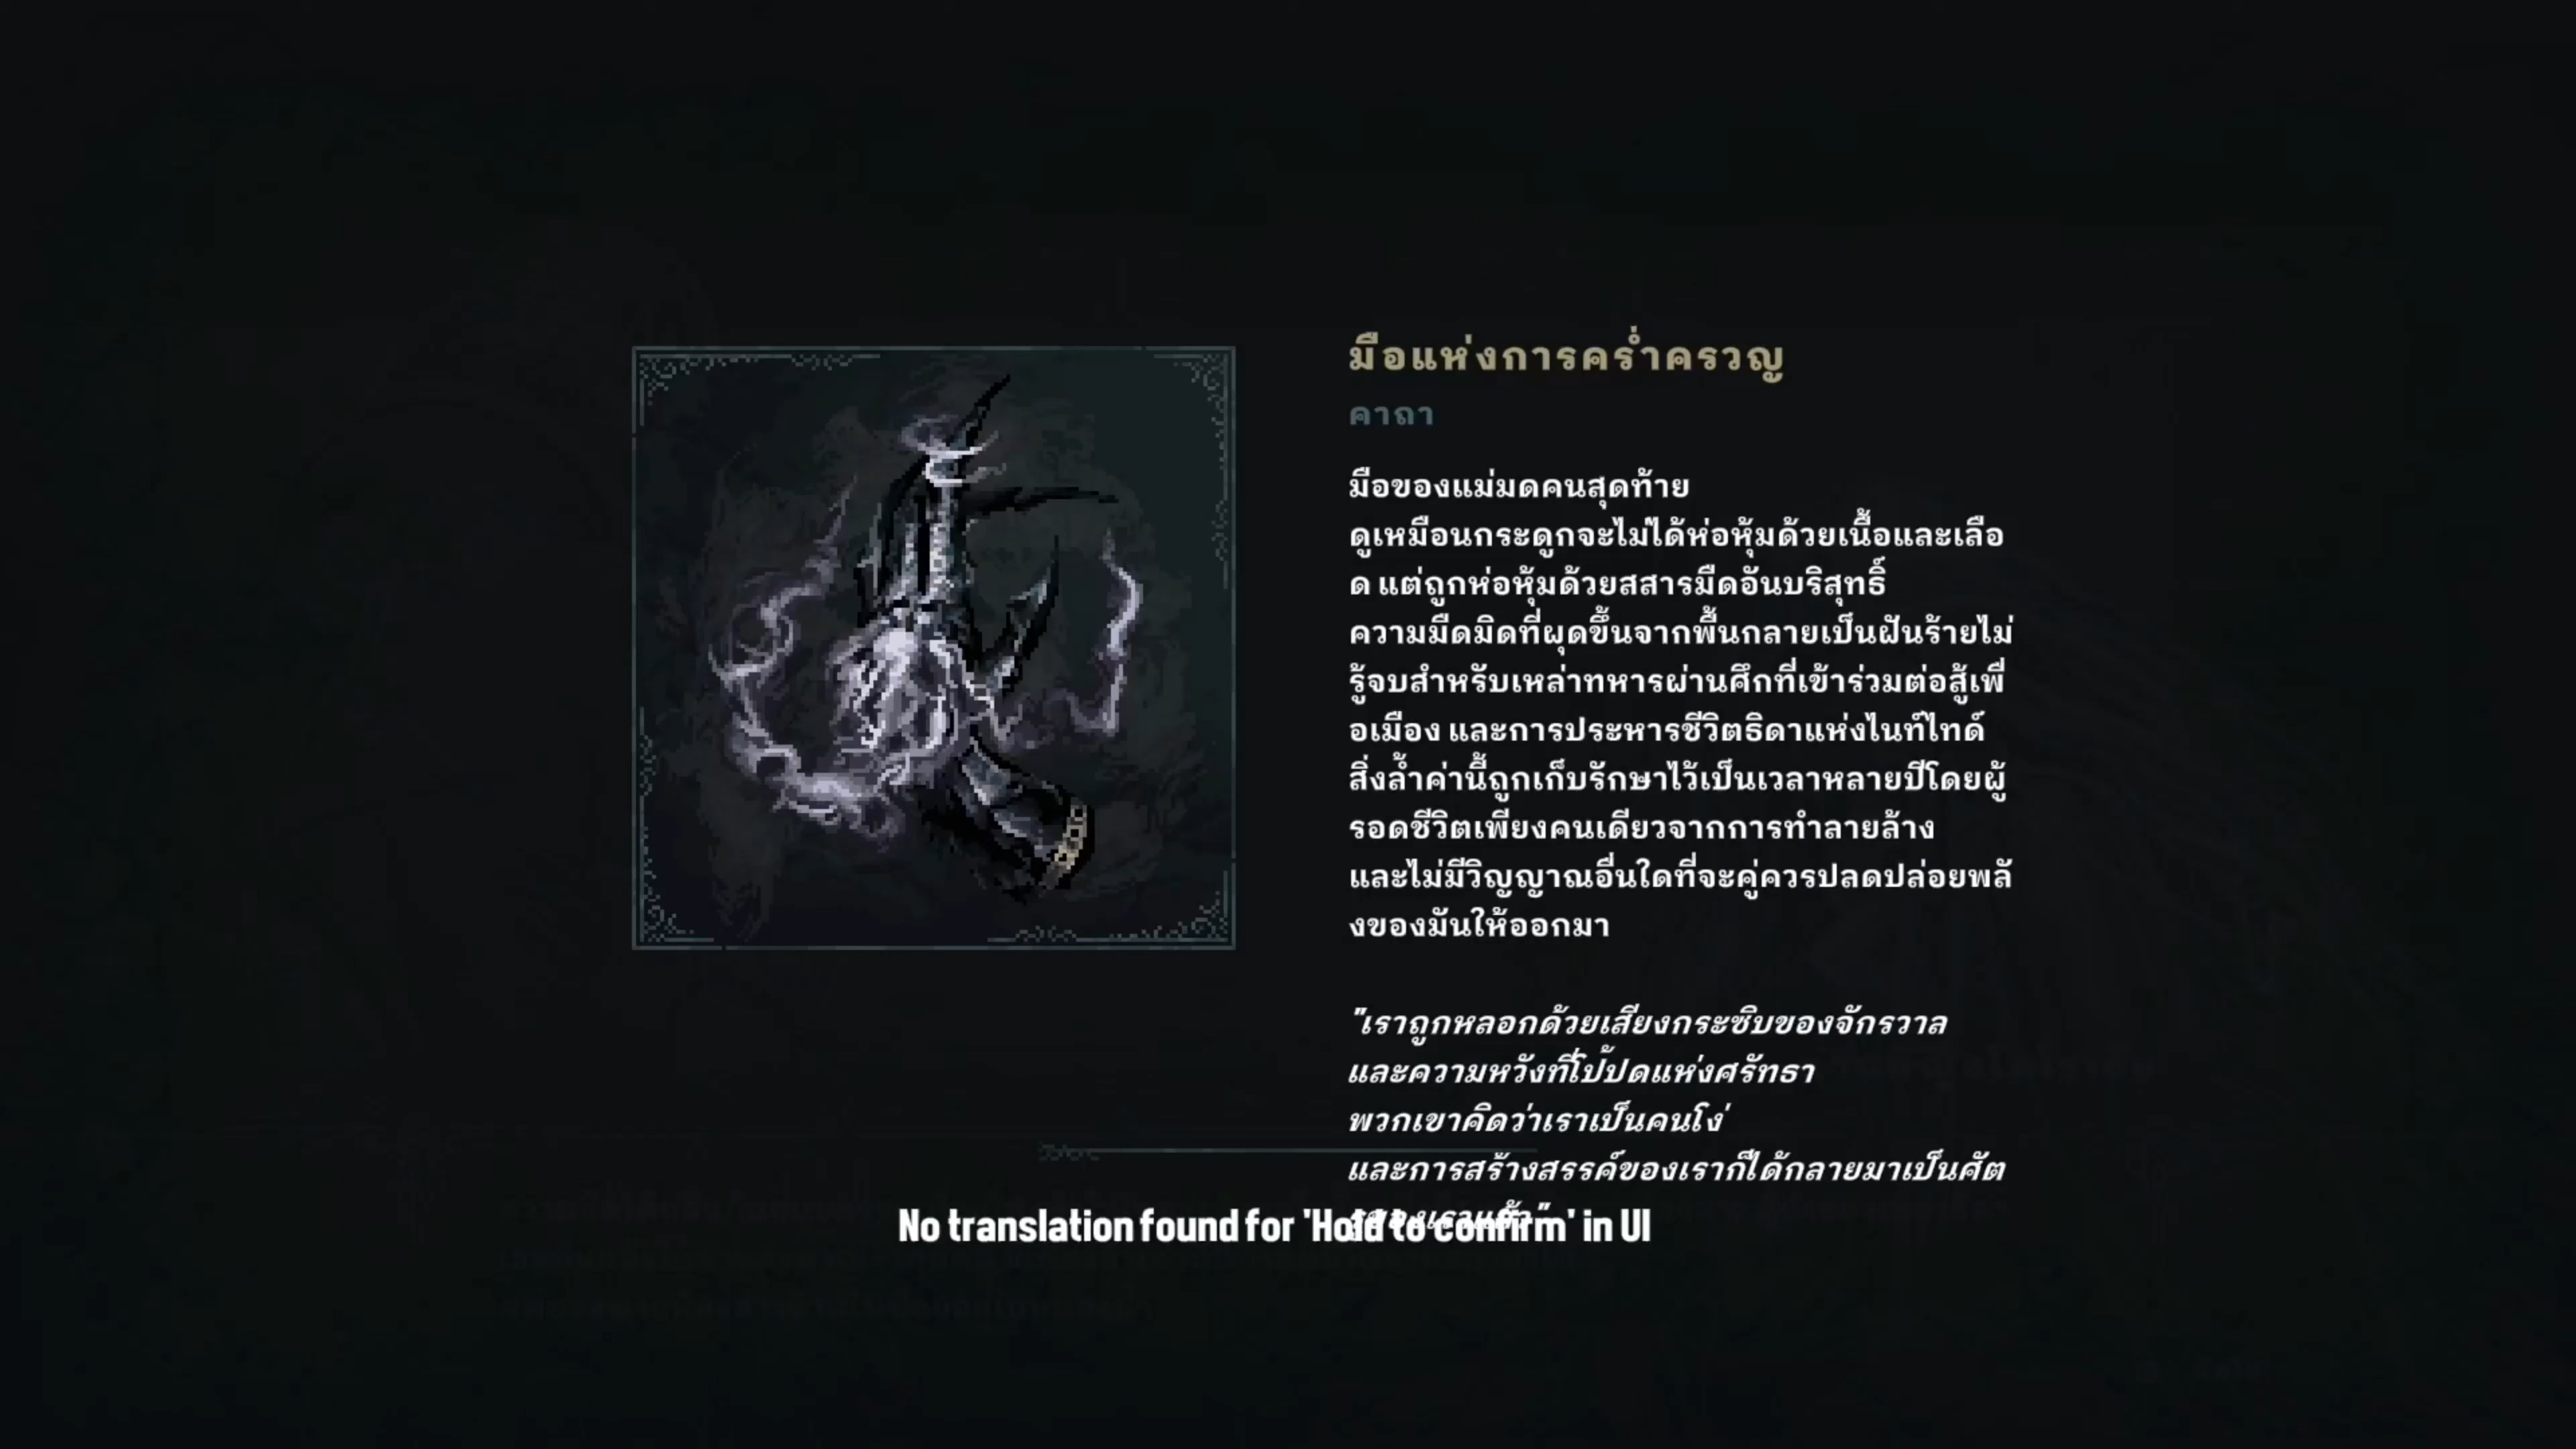 มือแห่งการคร่ำครวญ
คาถา
มือของแม่มดคนสุดท้าย
ดูเหมือนกระดูกจะไม่ได้ห่อหุ้มด้วยเนื้อและเลือ
ด แต่ถูกห่อหุ้มด้วยสสารมืดอันบริสุทธิ์
ความมืดมิดที่ผุดขึ้นจากพื้นกลายเป็นฝันร้ายไม่
รู้จบสำหรับเหล่าทหารผ่านศึกที่เข้าร่วมต่อสู้เพื่
อเมือง และการประหารชีวิตธิดาแห่งไนท์ไทด์
สิ่งล้ำค่านี้ถูกเก็บรักษาไว้เป็นเวลาหลายปีโดยผู้
รอดชีวิตเพียงคนเดียวจากการทำลายล้าง
และไม่มีวิญญาณอื่นใดที่จะคู่ควรปลดปล่อยพลั
งของมันให้ออกมา
"เราถูกหลอกด้วยเสียงกระซิบของจักรวาล
และความหวังที่โป้ปดแห่งศรัทธา
พวกเขาคิดว่าเราเป็นคนโง่
และการสร้างสรรค์ของเราก็ได้กลายมาเป็นศัต
รูของเราแล้ว"
No translation found for 'Hold to confirm' in UI